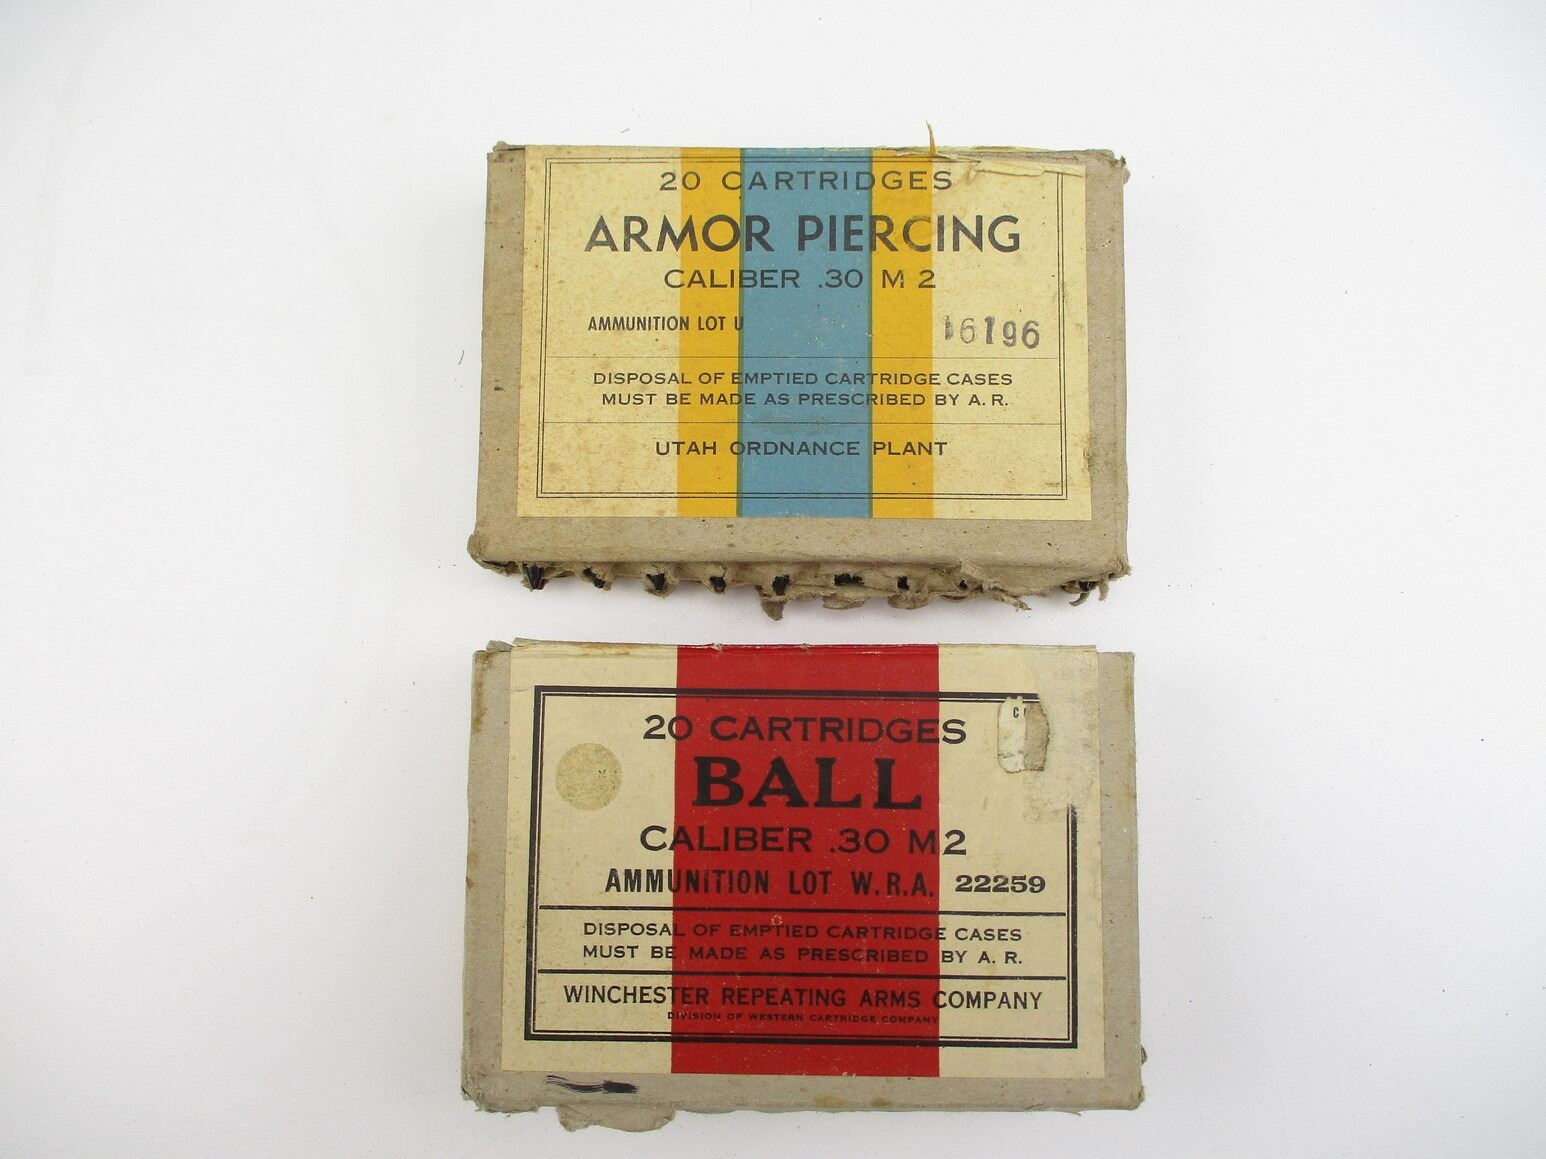 20 CARTRIDGES
ARMOR PIERCING
CALIBER .30 M 2
AMMUNITION LOT U 16196
DISPOSAL OF EMPTIED CARTRIDGE CASES
MUST BE MADE AS PRESCRIBED BY A. R.
UTAH ORDNANCE PLANT
20 CARTRIDGES
BALL
CALIBER .30 M2
AMMUNITION LOT W.R.A. 22259
DISPOSAL OF EMPTIED CARTRIDGE CASES
MUST BE MADE AS PRESCRIBED BY A. R.
WINCHESTER REPEATING ARMS COMPANY
DIVISION OF WESTERN CARTRIDGE COMPANY